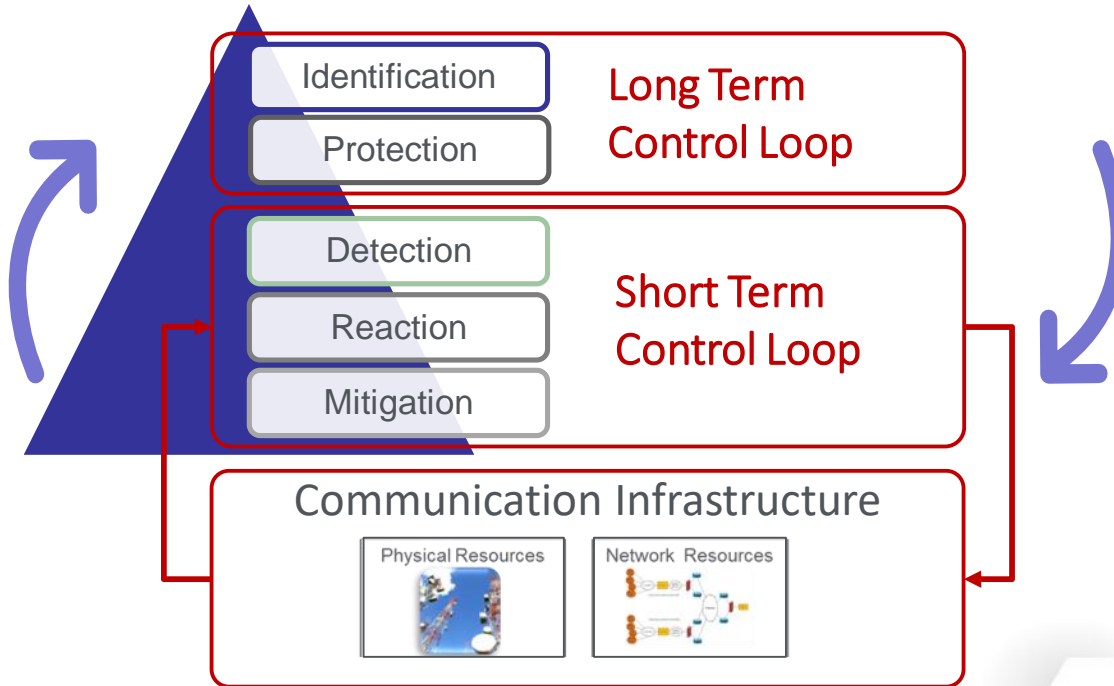 Identification
Protection
Long Term
Control Loop
Detection
Reaction
Mitigation
Short Term
Control Loop
Communication Infrastructure
Physical Resources
Network Resources